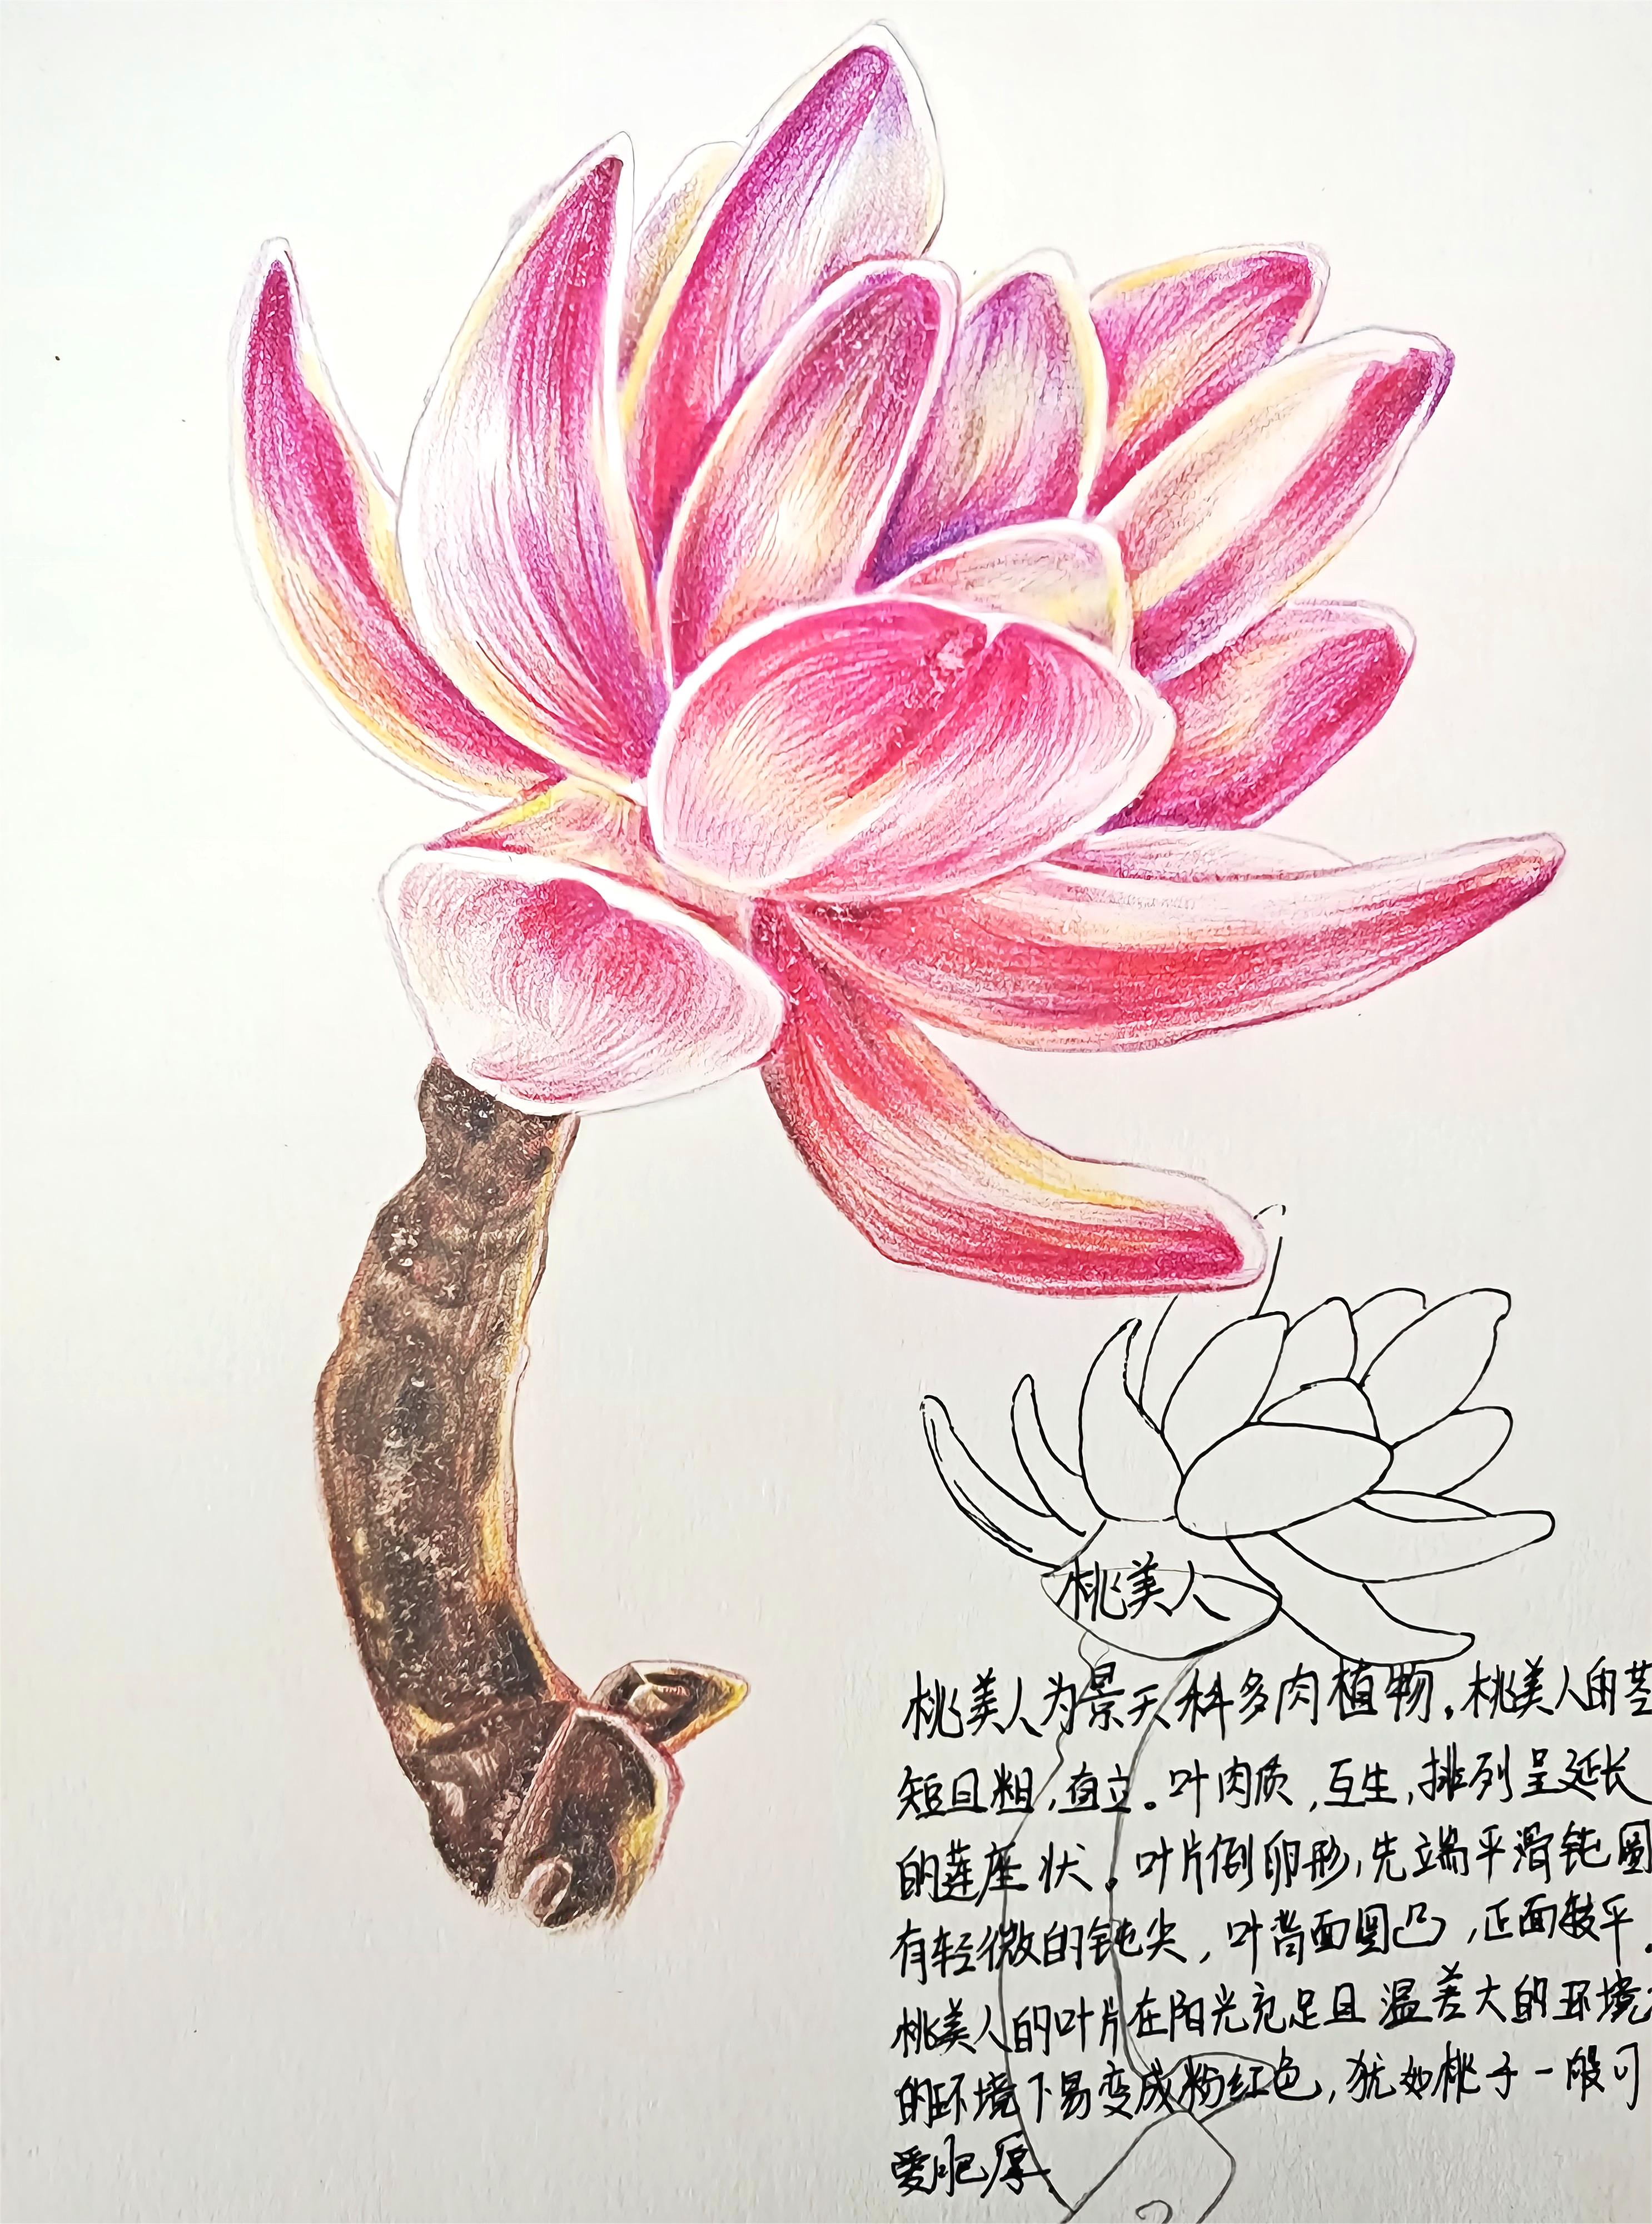 桃美人
桃美人为景天科多肉植物。桃美人的茎
短且粗，直立。叶肉质，互生，排列呈延长
的莲座状。叶片倒卵形，先端平滑钝圆
有轻微的钝尖，叶背面圆凸，正面较平。
桃美人的叶片在阳光充足且温差大的环境
的环境下易变成粉红色，犹如桃子一般可
爱肥厚